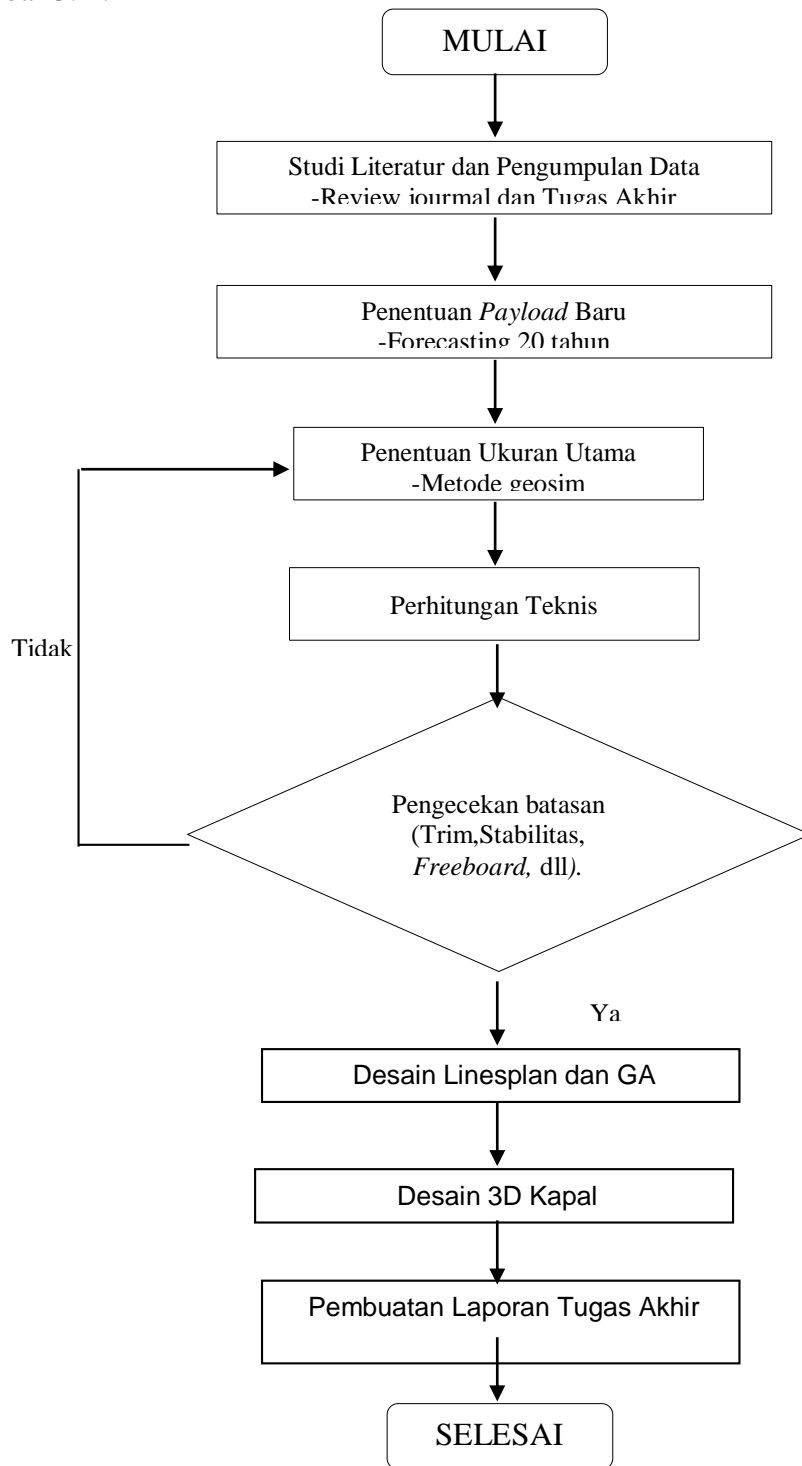 MULAI
Studi Literatur dan Pengumpulan Data
-Review jourmal dan Tugas Akhir
Penentuan Payload Baru
-Forecasting 20 tahun
Penentuan Ukuran Utama
-Metode geosim
Perhitungan Teknis
Tidak
Pengecekan batasan
(Trim,Stabilitas,
Freeboard, dll).
Ya
Desain Linesplan dan GA
Desain 3D Kapal
Pembuatan Laporan Tugas Akhir
SELESAI